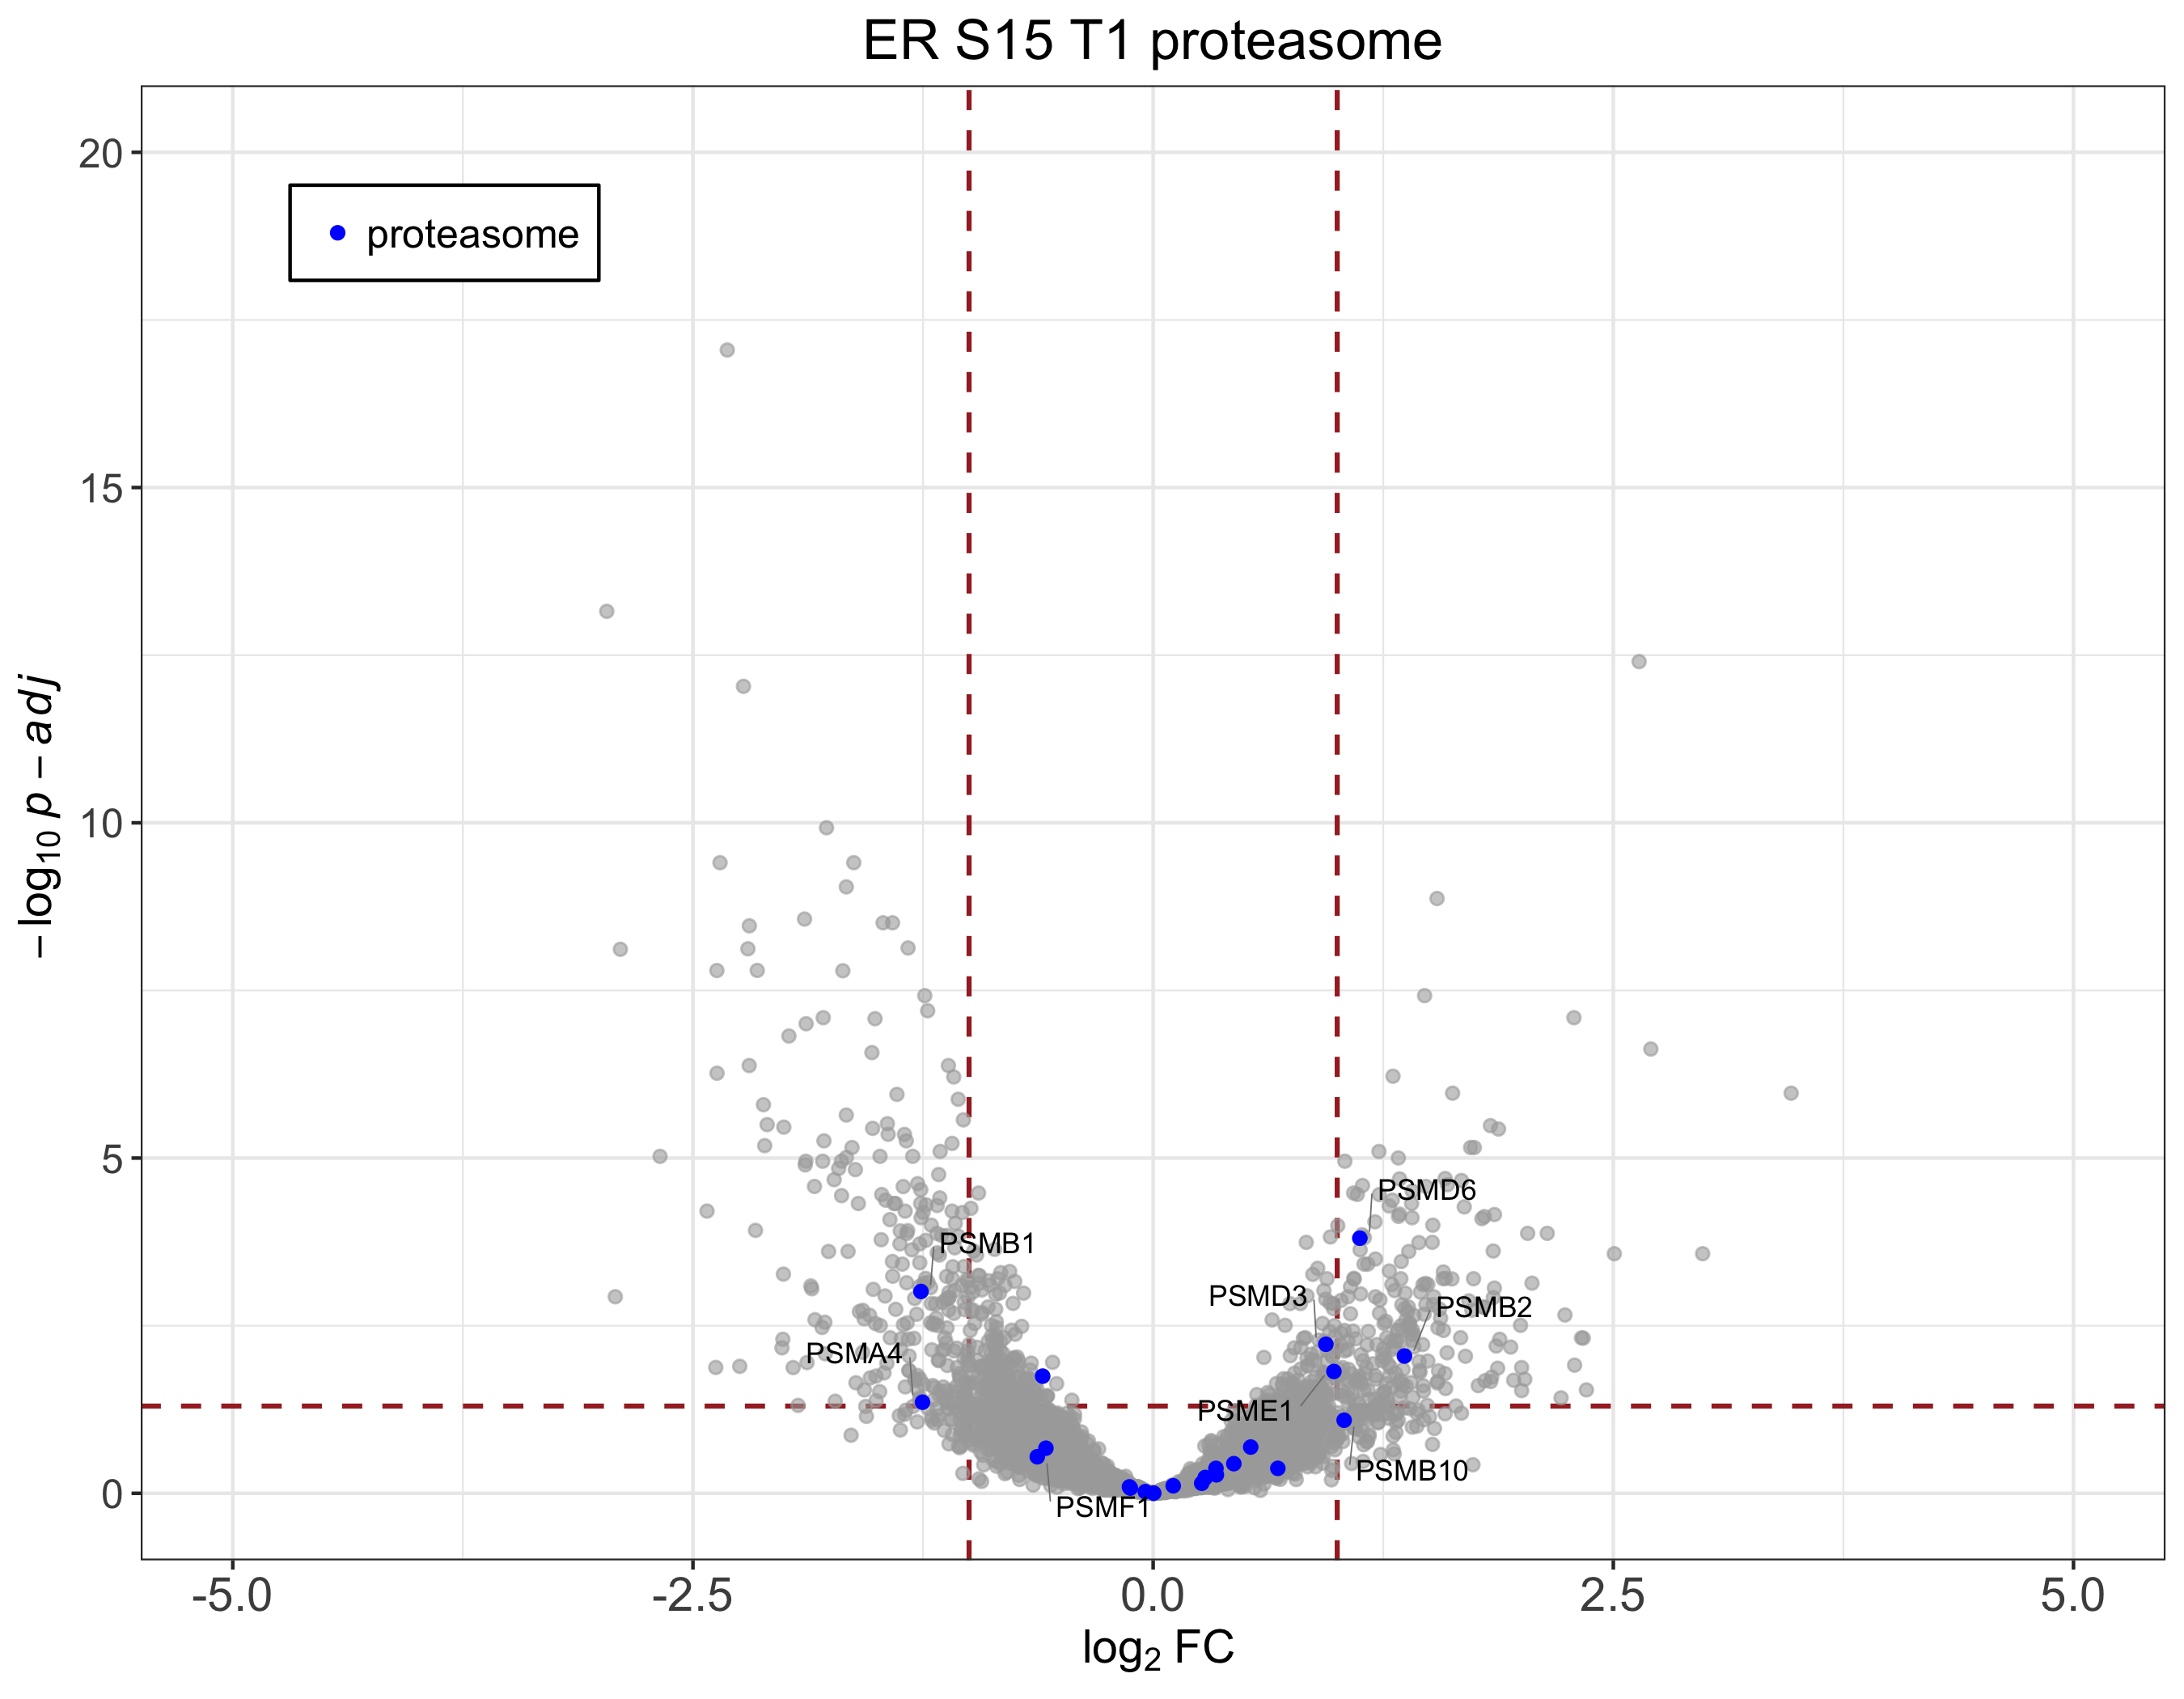 ER S15 T1 proteasome
proteasome
20
15
10
5
0
−log10 p − adj
PSMD6
PSMB1
PSMD3
PSMB2
PSMA4
PSME1
PSMB10
PSMF1
-5.0
-2.5
0.0
2.5
5.0
log2 FC